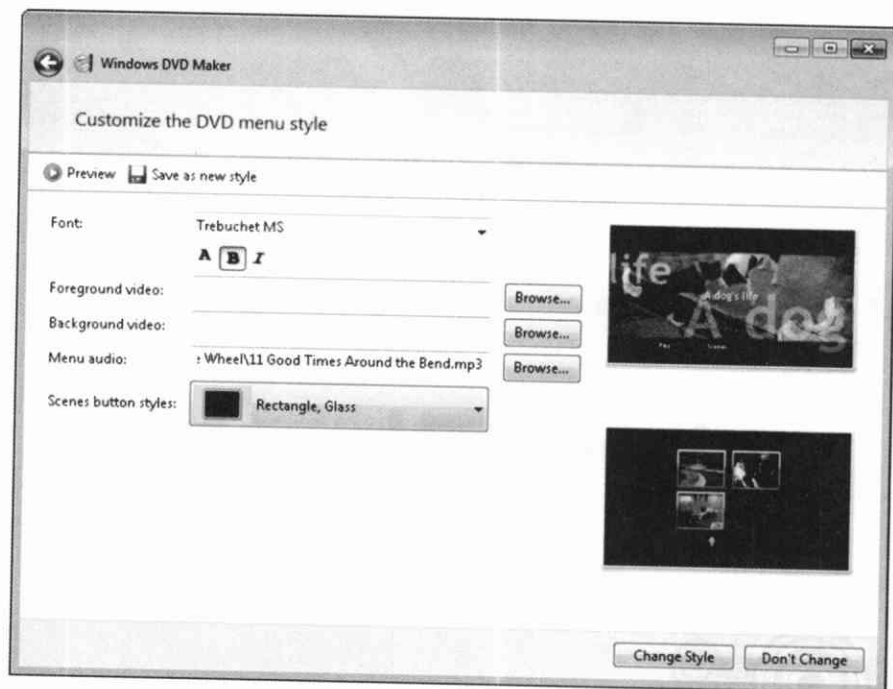 Windows DVD Maker
Customize the DVD menu style
Preview Save as new style
Font: Trebuchet MS
A B I
Foreground video: Browse...
Background video: Browse...
Menu audio: : Wheel\11 Good Times Around the Bend.mp3 Browse...
Scenes button styles: Rectangle, Glass
life
A dog's life
A dog
Play Scenes
Change Style Don't Change